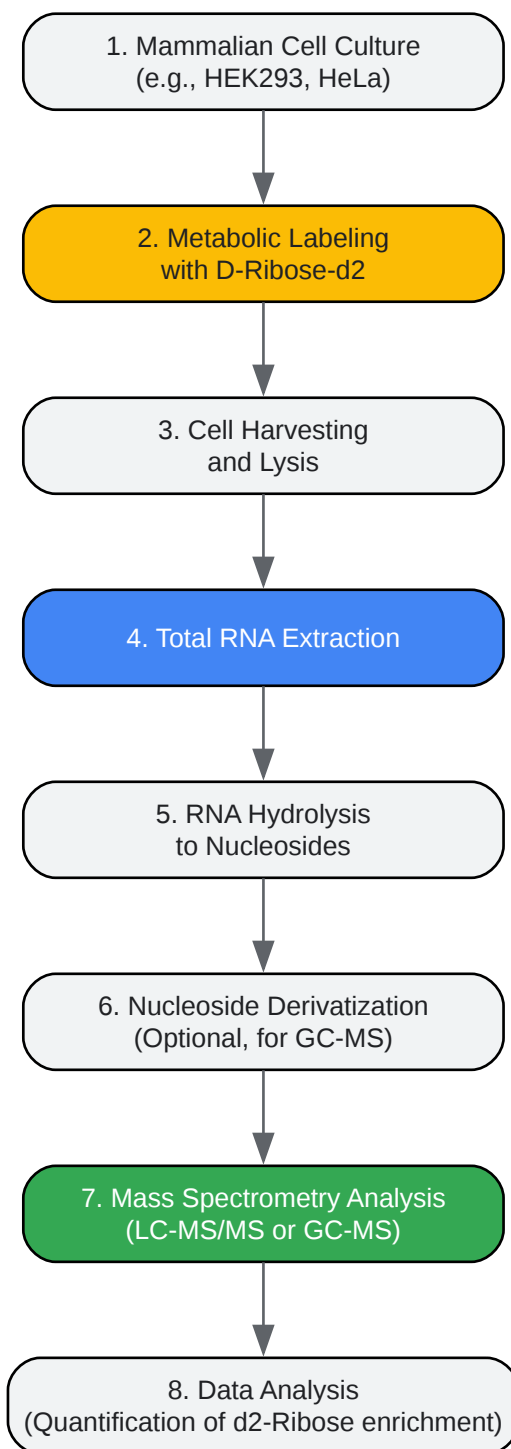 1. Mammalian Cell Culture
(e.g., HEK293, HeLa)
2. Metabolic Labeling
with D-Ribose-d2
3. Cell Harvesting
and Lysis
4. Total RNA Extraction
5. RNA Hydrolysis
to Nucleosides
6. Nucleoside Derivatization
(Optional, for GC-MS)
7. Mass Spectrometry Analysis
(LC-MS/MS or GC-MS)
8. Data Analysis
(Quantification of d2-Ribose enrichment)